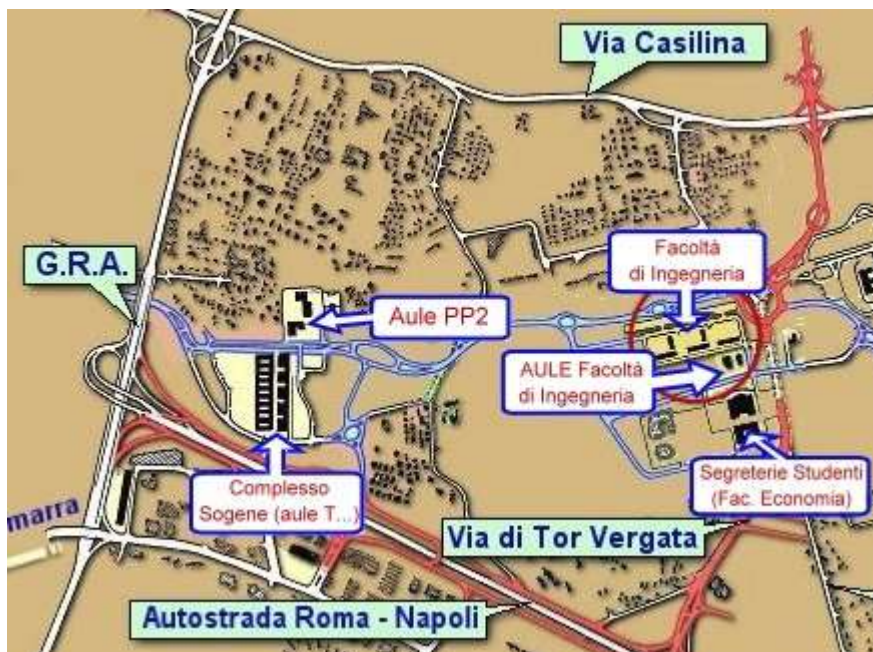 Via Casilina
G.R.A.
Facoltà
di Ingegneria
Aule PP2
AULE Facoltà
di Ingegneria
Segreterie Studenti
(Fac. Economia)
Complesso
Sogene (aule T...)
marra
Via di Tor Vergata
Autostrada Roma - Napoli